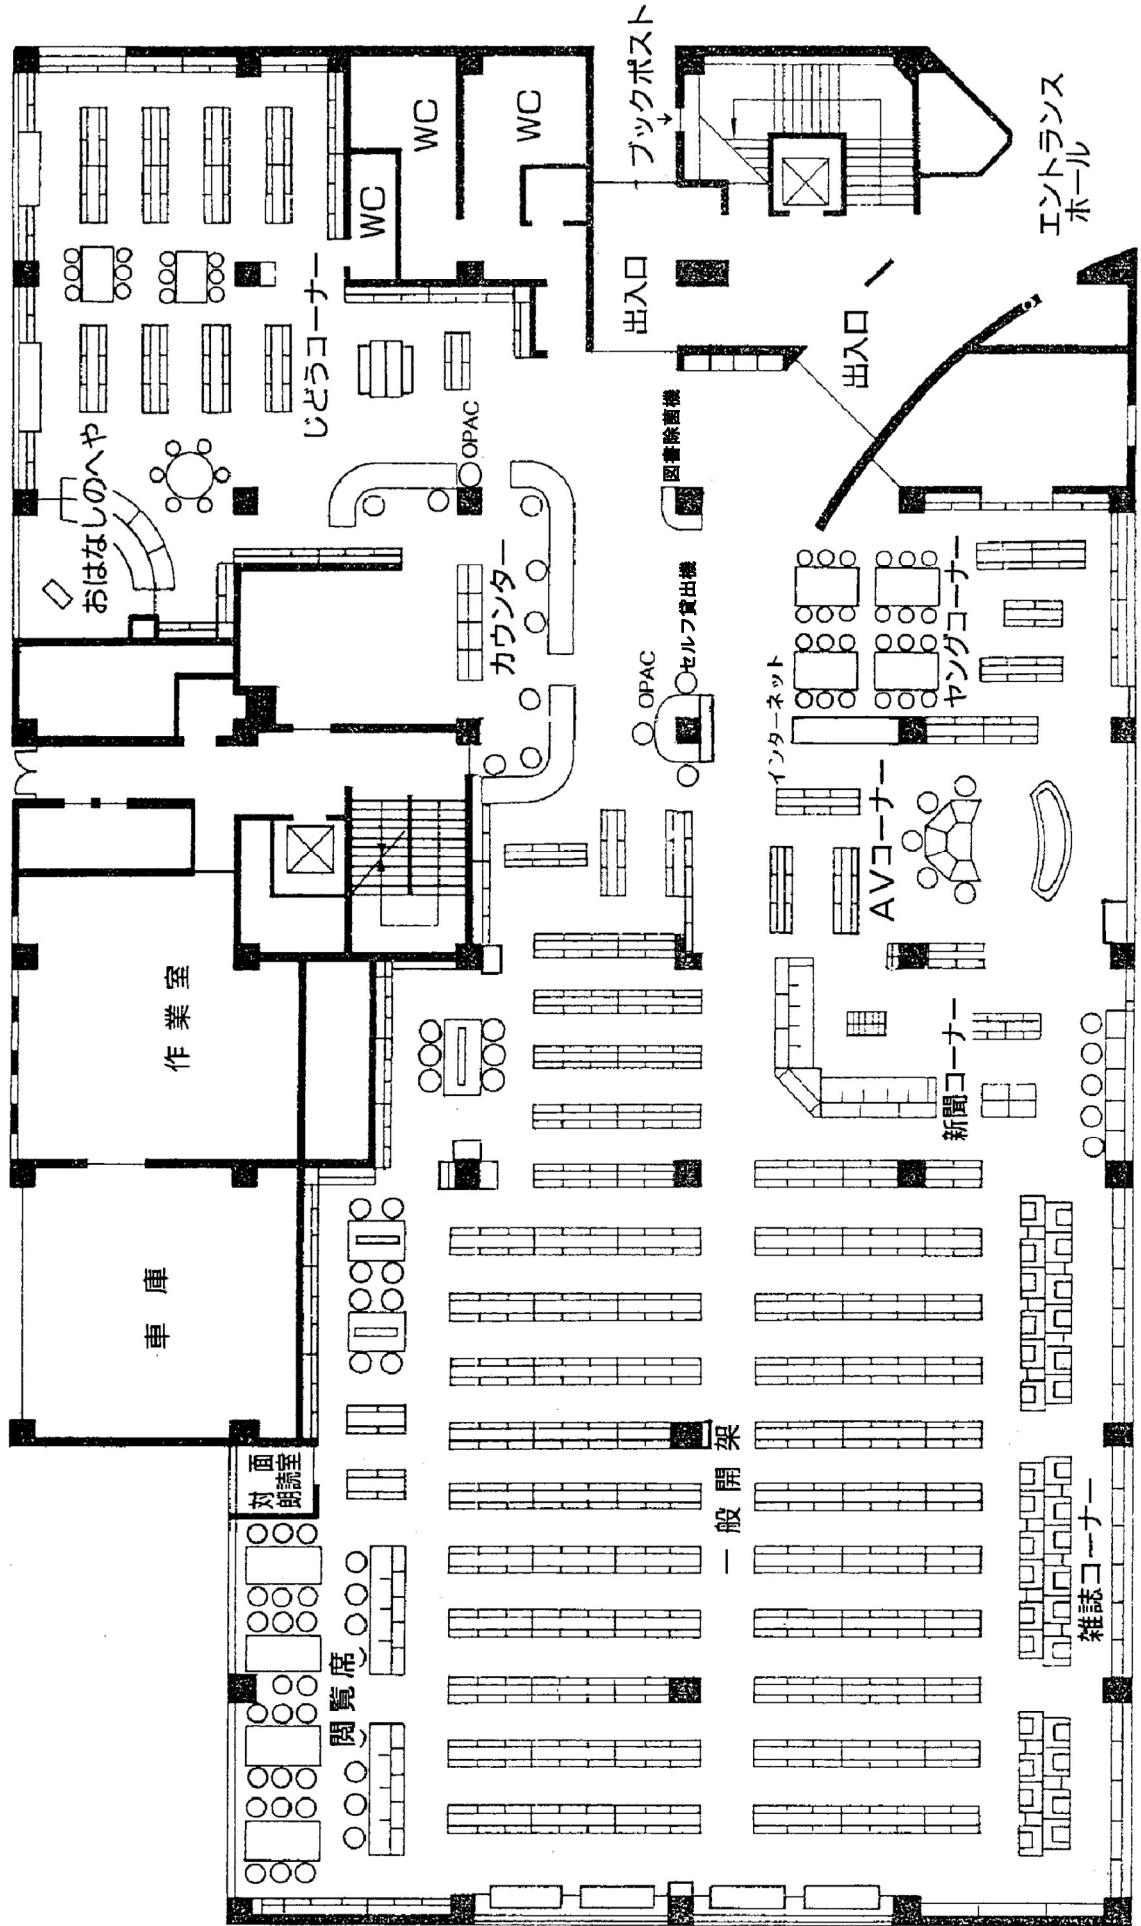 ブックポスト
エントランス
ホール
WC
WC
WC
出入口
出入口
じどうコーナー
おはなしのへや
OPAC
図書除菌機
カウンター
OPAC
セルフ貸出機
インターネット
ヤングコーナー
AVコーナー
新聞コーナー
作業室
車庫
対面
朗読室
閲覧席
一般開架
雑誌コーナー